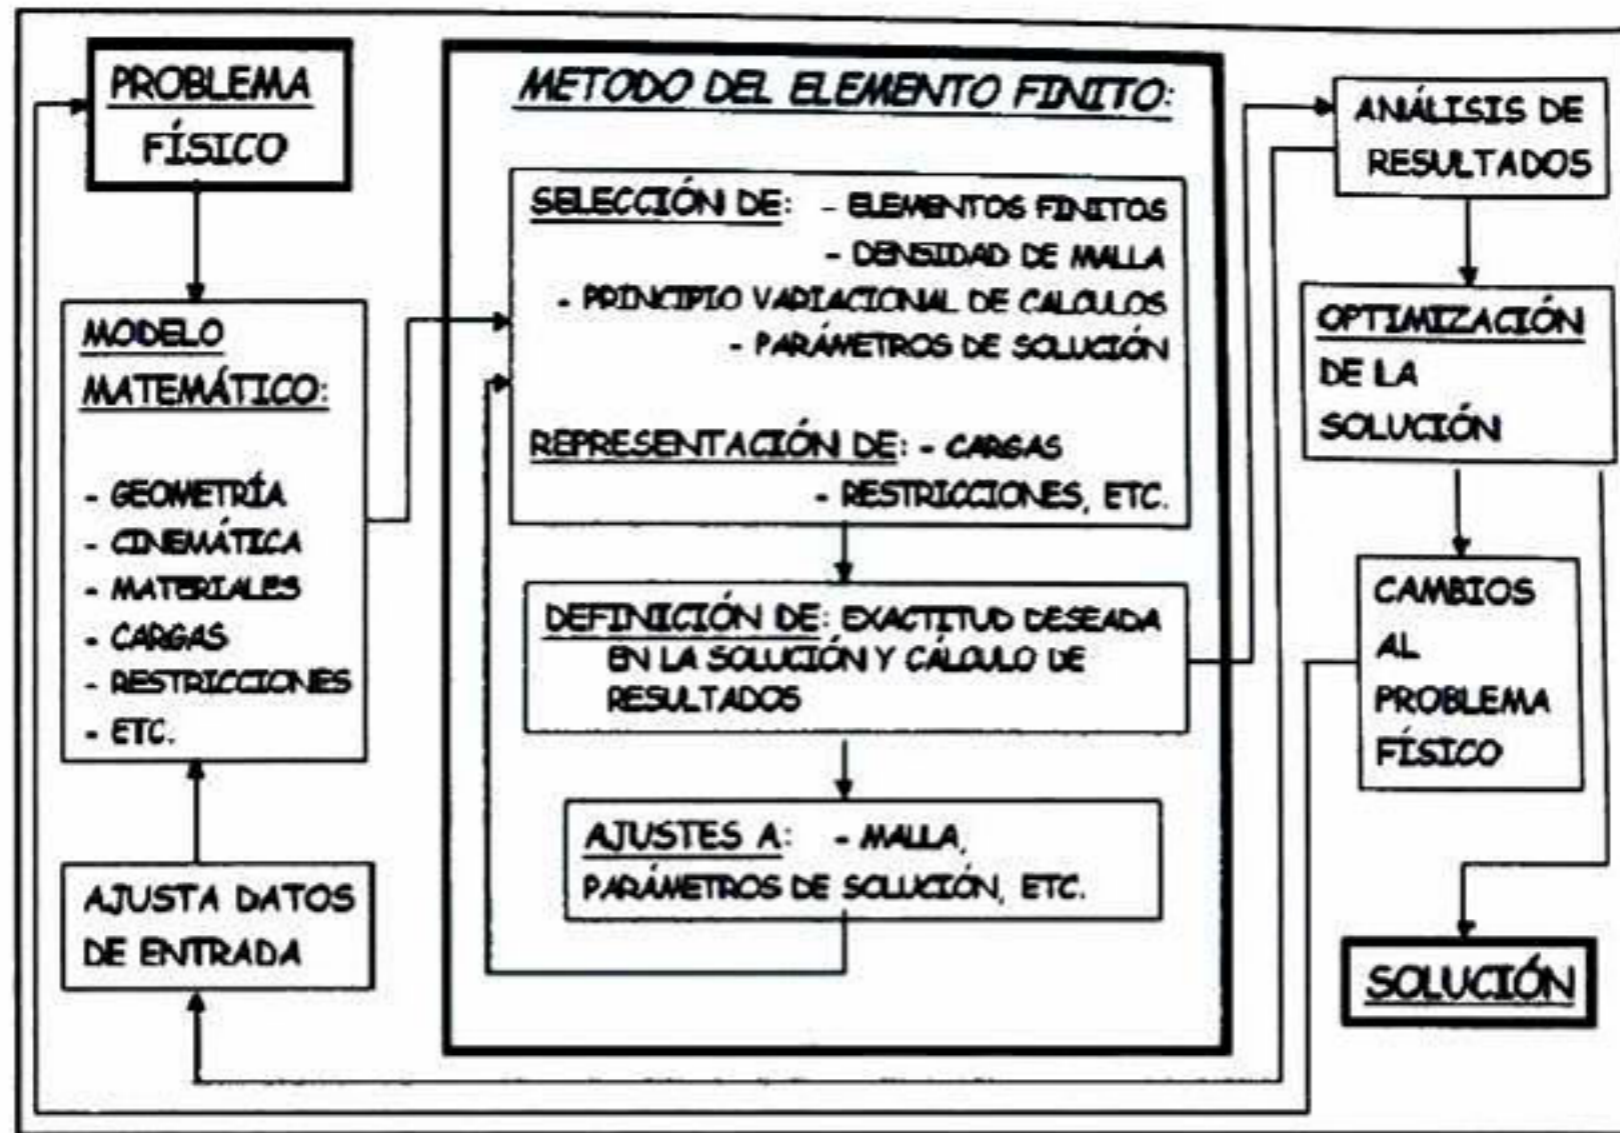 PROBLEMA
FÍSICO
MODELO
MATEMÁTICO:
- GEOMETRÍA
- CINEMÁTICA
- MATERIALES
- CARGAS
- RESTRICCIONES
- ETC.
AJUSTA DATOS
DE ENTRADA
METODO DEL ELEMENTO FINITO:
SELECCIÓN DE: - ELEMENTOS FINITOS
- DENSIDAD DE MALLA
- PRINCIPIO VARIACIONAL DE CALCULOS
- PARÁMETROS DE SOLUCIÓN
REPRESENTACIÓN DE: - CARGAS
- RESTRICCIONES, ETC.
DEFINICIÓN DE: EXACTITUD DESEADA
EN LA SOLUCIÓN Y CÁLCULO DE
RESULTADOS
AJUSTES A: - MALLA,
PARÁMETROS DE SOLUCIÓN, ETC.
ANÁLISIS DE
RESULTADOS
OPTIMIZACIÓN
DE LA
SOLUCIÓN
CAMBIOS
AL
PROBLEMA
FÍSICO
SOLUCIÓN